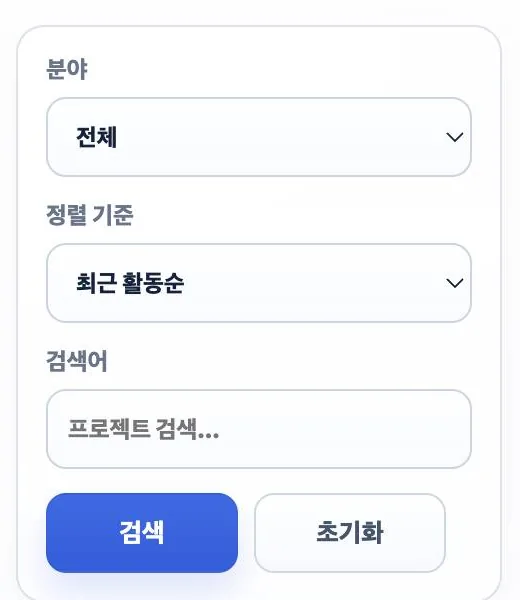 분야
전체
정렬 기준
최근 활동순
검색어
프로젝트 검색...
검색
초기화